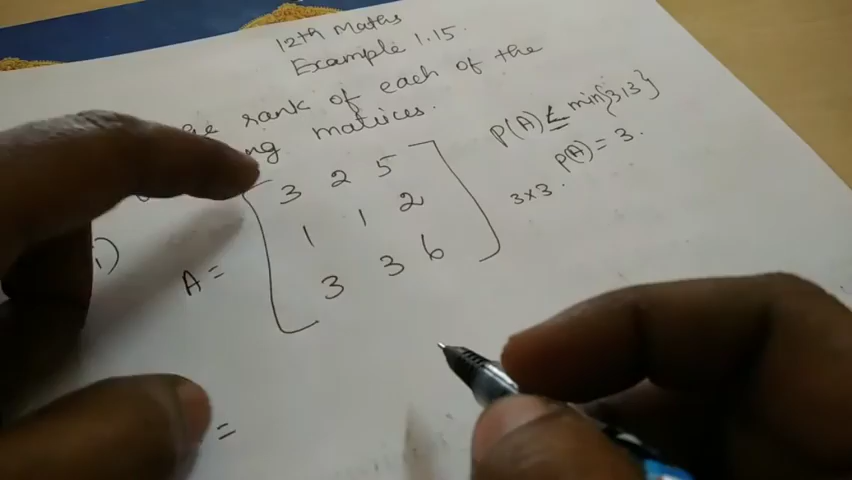 12th Maths
Example 1.15
rank of each of the
matrices.
P(A) ≤ min{3,3}
P(A) = 3.
3x3.
i)
A = [3 2 5
1 1 2
3 3 6]
=